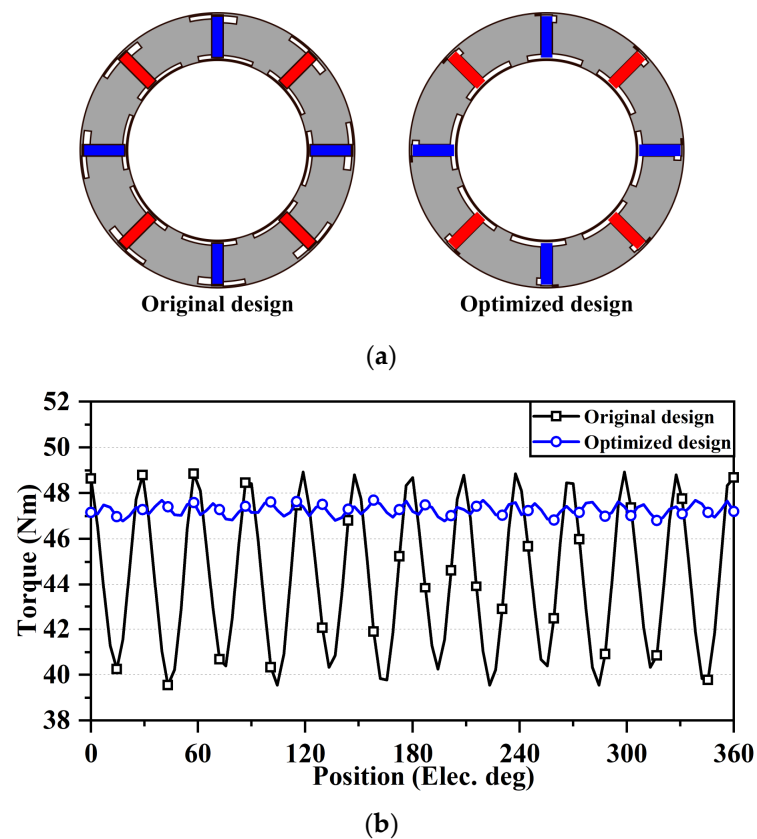 Original design
Optimized design
(a)
52
50
48
46
44
42
40
38
Torque (Nm)
Original design
Optimized design
0
60
120
180
240
300
360
Position (Elec. deg)
(b)